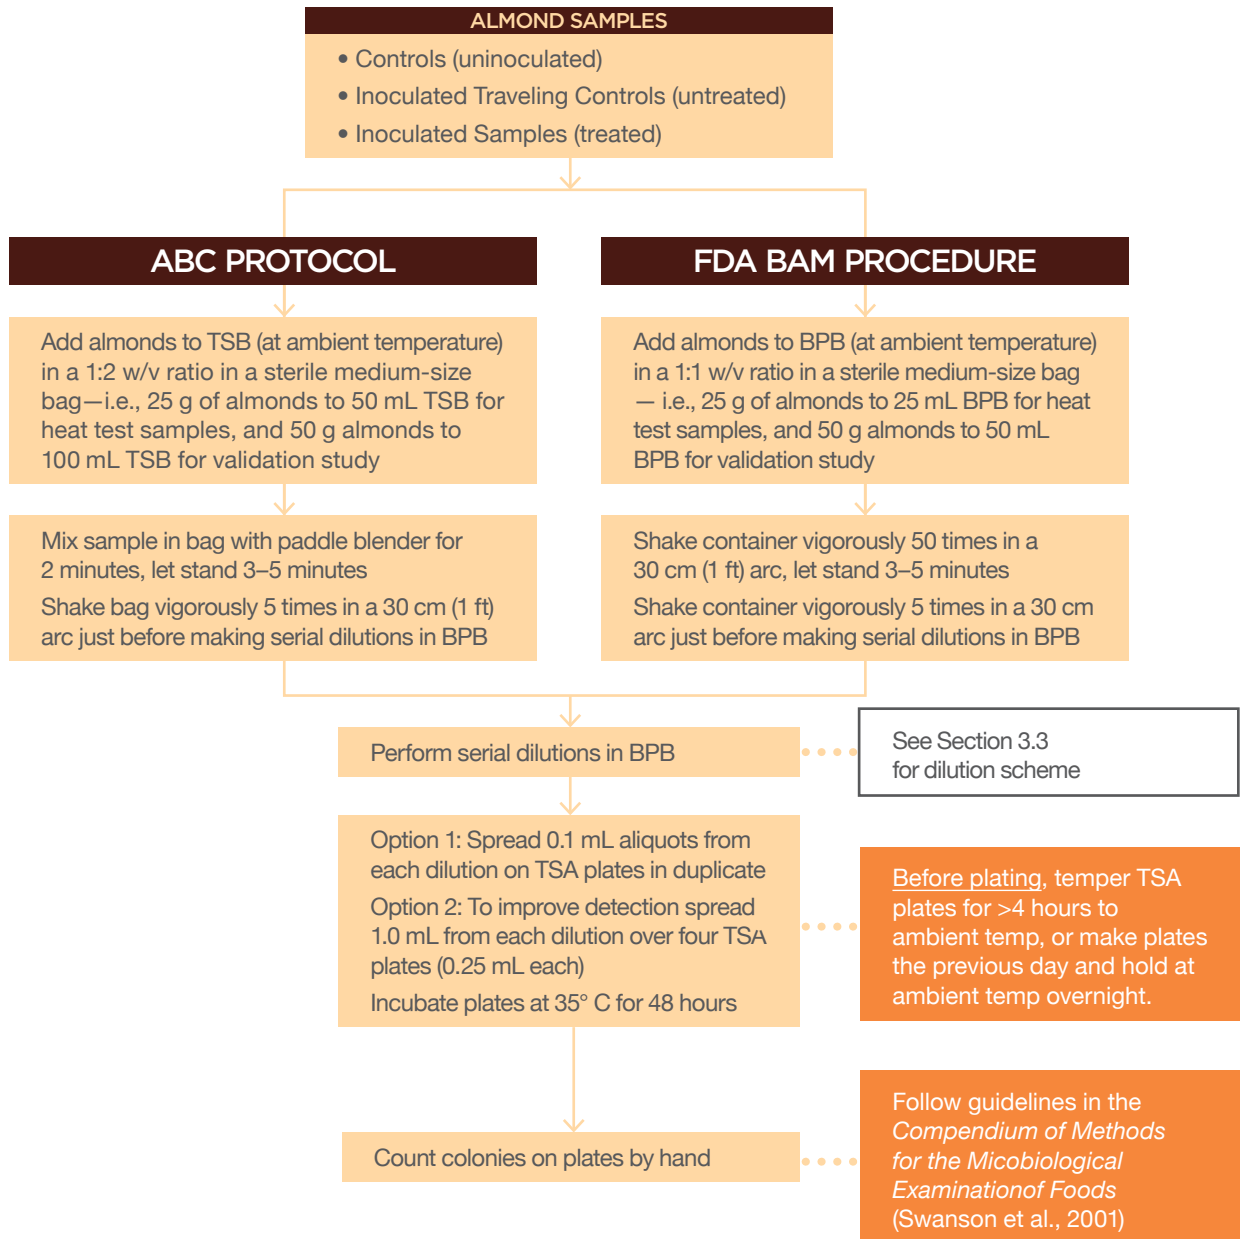 ALMOND SAMPLES
• Controls (uninoculated)
• Inoculated Traveling Controls (untreated)
• Inoculated Samples (treated)
ABC PROTOCOL
Add almonds to TSB (at ambient temperature)
in a 1:2 w/v ratio in a sterile medium-size
bag—i.e., 25 g of almonds to 50 mL TSB for
heat test samples, and 50 g almonds to
100 mL TSB for validation study
Mix sample in bag with paddle blender for
2 minutes, let stand 3–5 minutes
Shake bag vigorously 5 times in a 30 cm (1 ft)
arc just before making serial dilutions in BPB
FDA BAM PROCEDURE
Add almonds to BPB (at ambient temperature)
in a 1:1 w/v ratio in a sterile medium-size bag
— i.e., 25 g of almonds to 25 mL BPB for heat
test samples, and 50 g almonds to 50 mL
BPB for validation study
Shake container vigorously 50 times in a
30 cm (1 ft) arc, let stand 3–5 minutes
Shake container vigorously 5 times in a 30 cm
arc just before making serial dilutions in BPB
Perform serial dilutions in BPB
See Section 3.3
for dilution scheme
Option 1: Spread 0.1 mL aliquots from
each dilution on TSA plates in duplicate
Option 2: To improve detection spread
1.0 mL from each dilution over four TSA
plates (0.25 mL each)
Incubate plates at 35° C for 48 hours
Before plating, temper TSA
plates for >4 hours to
ambient temp, or make plates
the previous day and hold at
ambient temp overnight.
Count colonies on plates by hand
Follow guidelines in the
Compendium of Methods
for the Micobiological
Examinationof Foods
(Swanson et al., 2001)